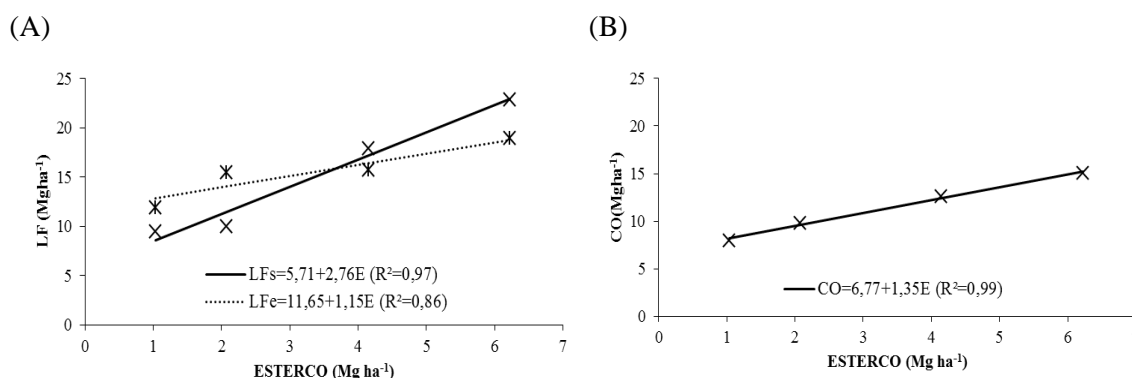 (A)
(B)
25
20
15
10
5
0
LF (Mgha⁻¹)
LFs=5,71+2,76E (R²=0,97)
LFe=11,65+1,15E (R²=0,86)
0 1 2 3 4 5 6 7
ESTERCO (Mg ha⁻¹)
25
20
15
10
5
0
CO(Mgha⁻¹)
CO=6,77+1,35E (R²=0,99)
0 1 2 3 4 5 6
ESTERCO (Mg ha⁻¹)